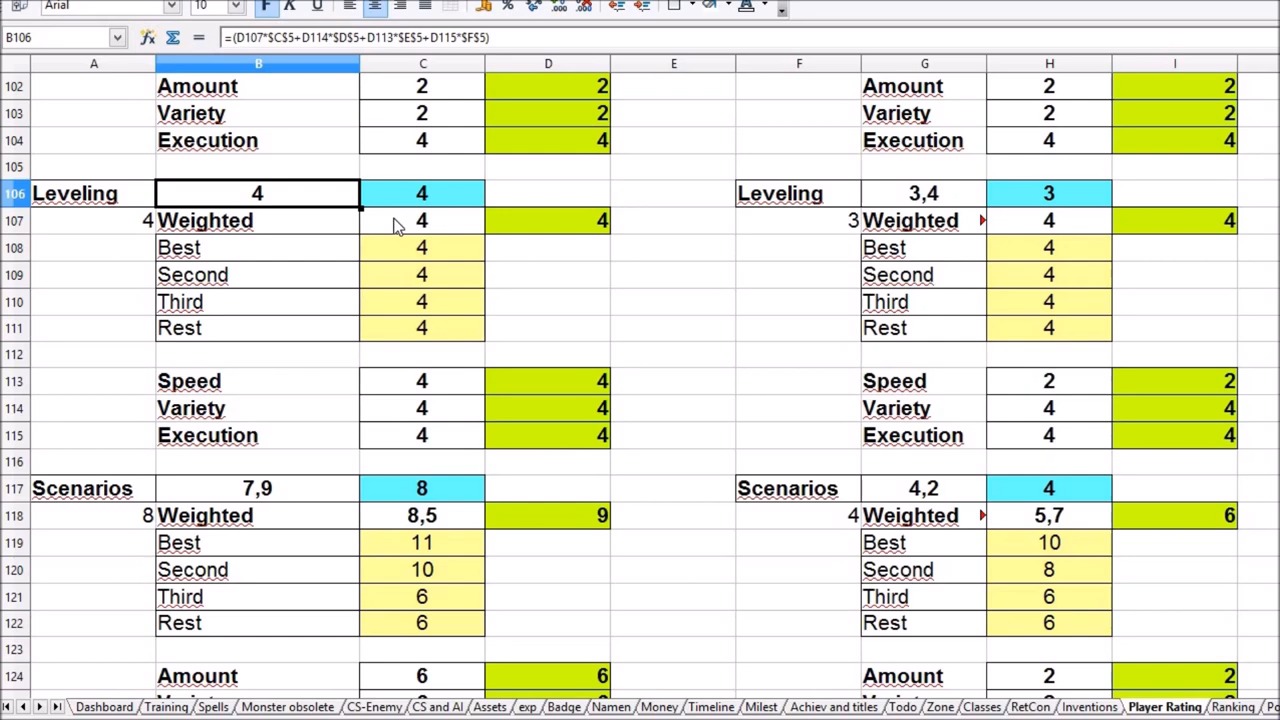 Arial 10
B106 =(D107*$C$5+D114*$D$5+D113*$E$5+D115*$F$5)
A B C D E F G H I
102 Amount 2 2 Amount 2 2
103 Variety 2 2 Variety 2 2
104 Execution 4 4 Execution 4 4
105
106 Leveling 4 4 Leveling 3,4 3
107 4 Weighted 4 4 3 Weighted 4 4
108 Best 4 Best 4
109 Second 4 Second 4
110 Third 4 Third 4
111 Rest 4 Rest 4
112
113 Speed 4 4 Speed 2 2
114 Variety 4 4 Variety 4 4
115 Execution 4 4 Execution 4 4
116
117 Scenarios 7,9 8 Scenarios 4,2 4
118 8 Weighted 8,5 9 4 Weighted 5,7 6
119 Best 11 Best 10
120 Second 10 Second 8
121 Third 6 Third 6
122 Rest 6 Rest 6
123
124 Amount 6 6 Amount 2 2
Dashboard Training Spells Monster obsolete CS-Enemy CS and AI Assets exp Badge Namen Money Timeline Milest Achiev and titles Todo Zone Classes RetCon Inventions Player Rating Ranking